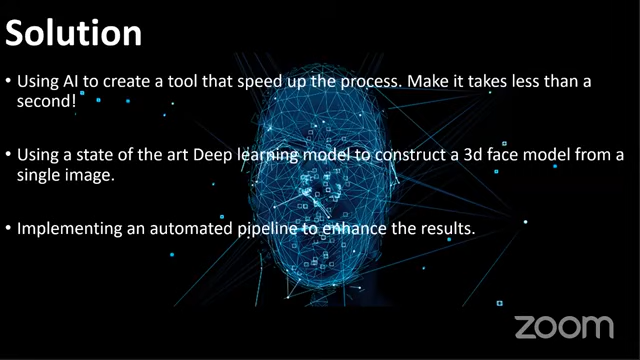 Solution
• Using AI to create a tool that speed up the process. Make it takes less than a
second!
• Using a state of the art Deep learning model to construct a 3d face model from a
single image.
• Implementing an automated pipeline to enhance the results.
zoom